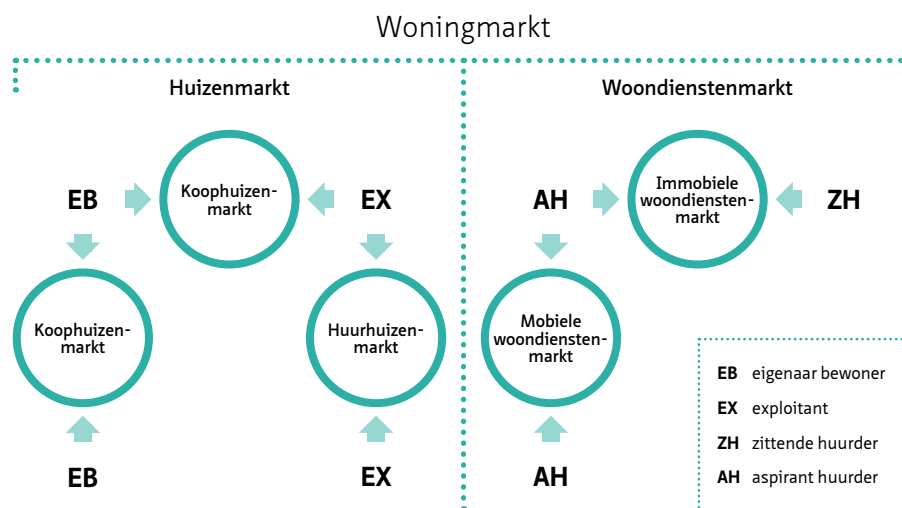 Woningmarkt
Huizenmarkt
Woondienstenmarkt
EB
Koophuizen-
markt
EX
AH
Immobiele
woondiensten-
markt
ZH
Koophuizen-
markt
Huurhuizen-
markt
Mobiele
woondiensten-
markt
EB
EX
AH
EB eigenaar bewoner
EX exploitant
ZH zittende huurder
AH aspirant huurder